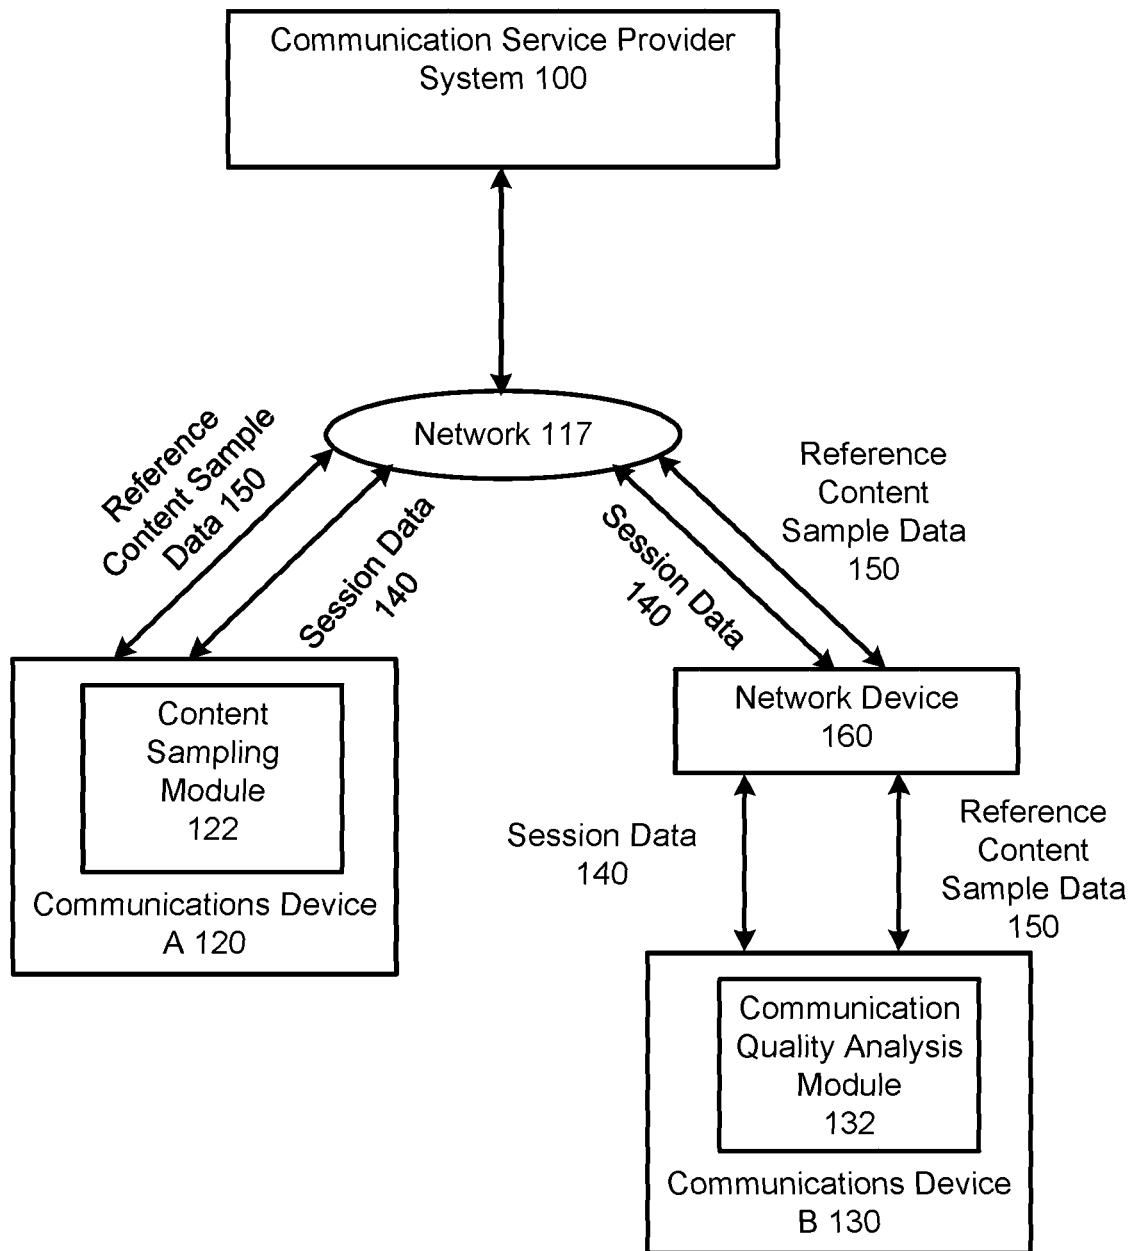 Communication Service Provider
System 100
Network 117
Reference
Content Sample
Data 150
Session Data
140
Session Data
140
Reference
Content
Sample Data
150
Content
Sampling
Module
122
Communications Device
A 120
Network Device
160
Session Data
140
Reference
Content
Sample Data
150
Communication
Quality Analysis
Module
132
Communications Device
B 130